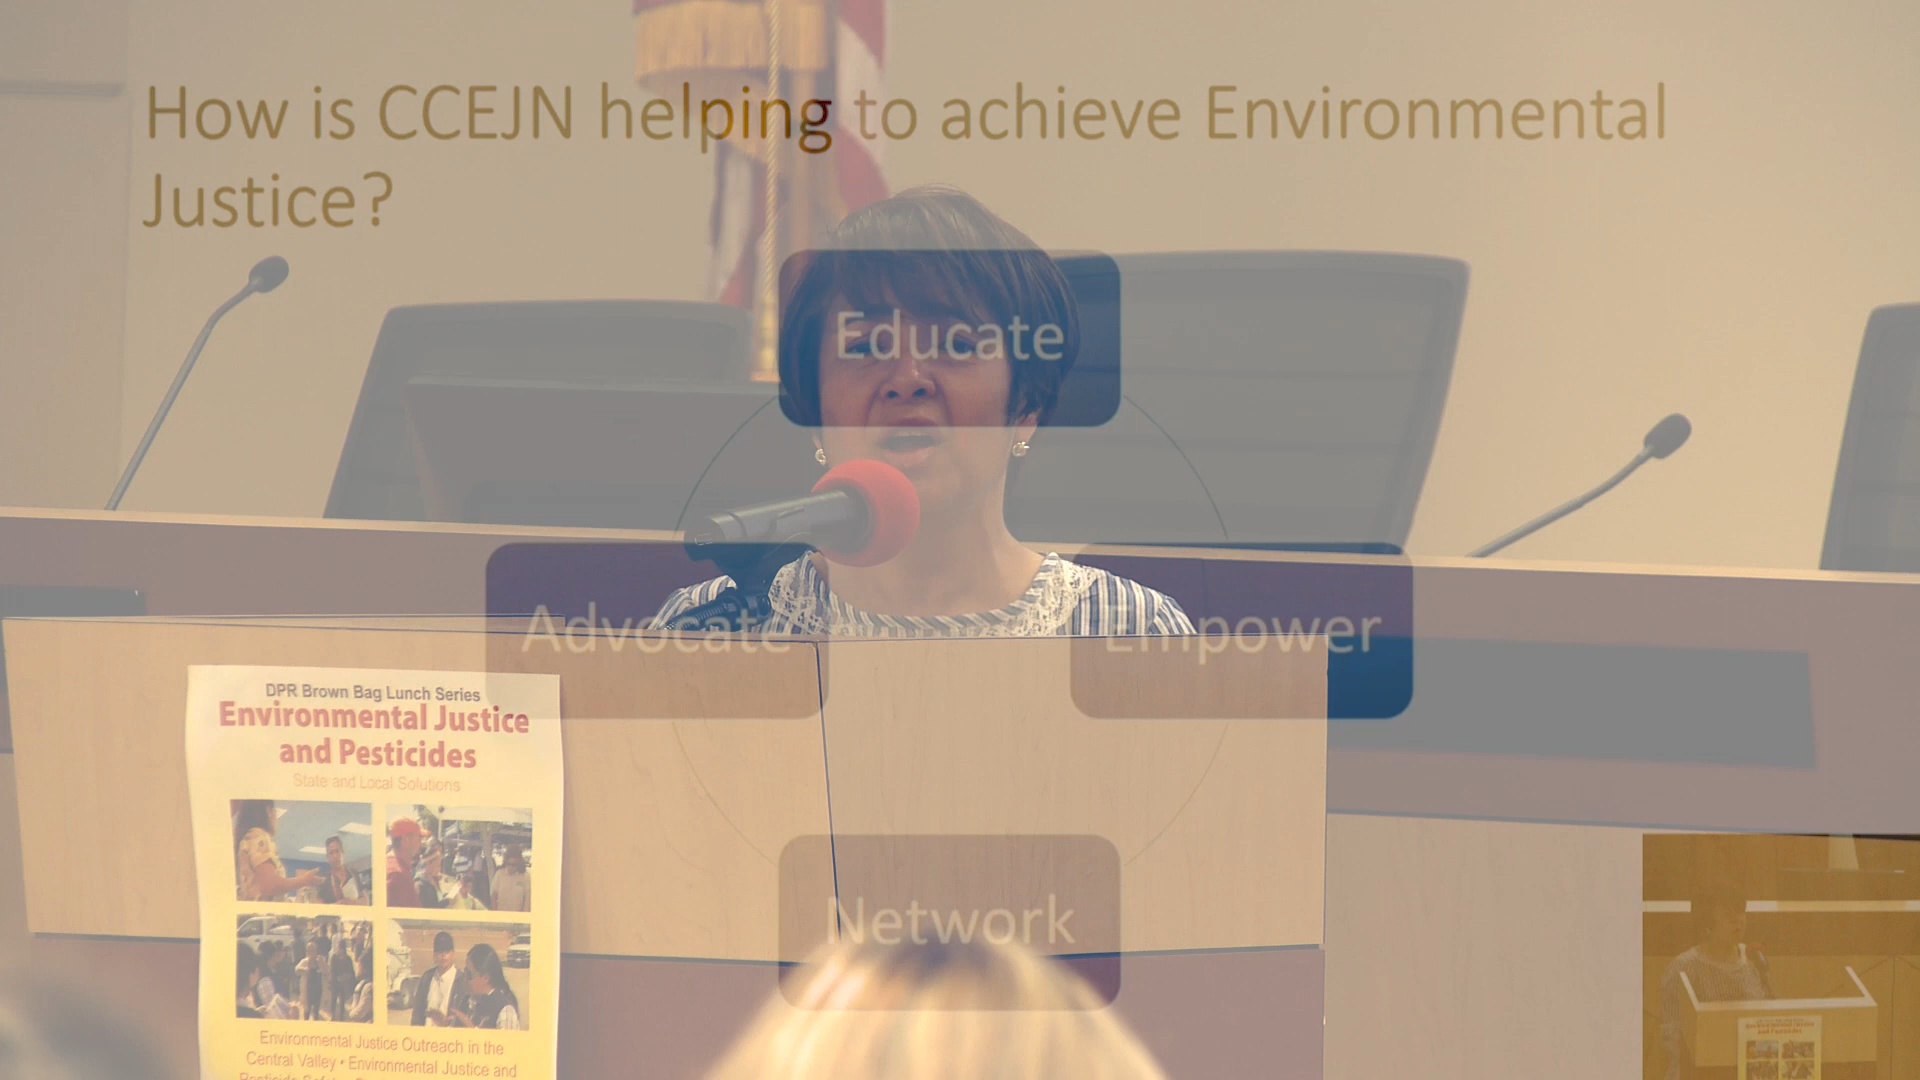 How is CCEJN helping to achieve Environmental
Justice?
Educate
Advocate
Empower
Network
DPR Brown Bag Lunch Series
Environmental Justice
and Pesticides
State and Local Solutions
Environmental Justice Outreach in the
Central Valley • Environmental Justice and